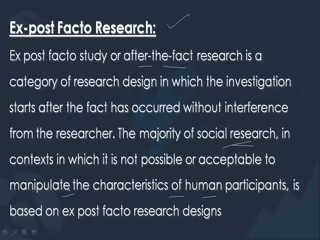 Ex-post Facto Research:
Ex post facto study or after-the-fact research is a
category of research design in which the investigation
starts after the fact has occurred without interference
from the researcher. The majority of social research, in
contexts in which it is not possible or acceptable to
manipulate the characteristics of human participants, is
based on ex post facto research designs